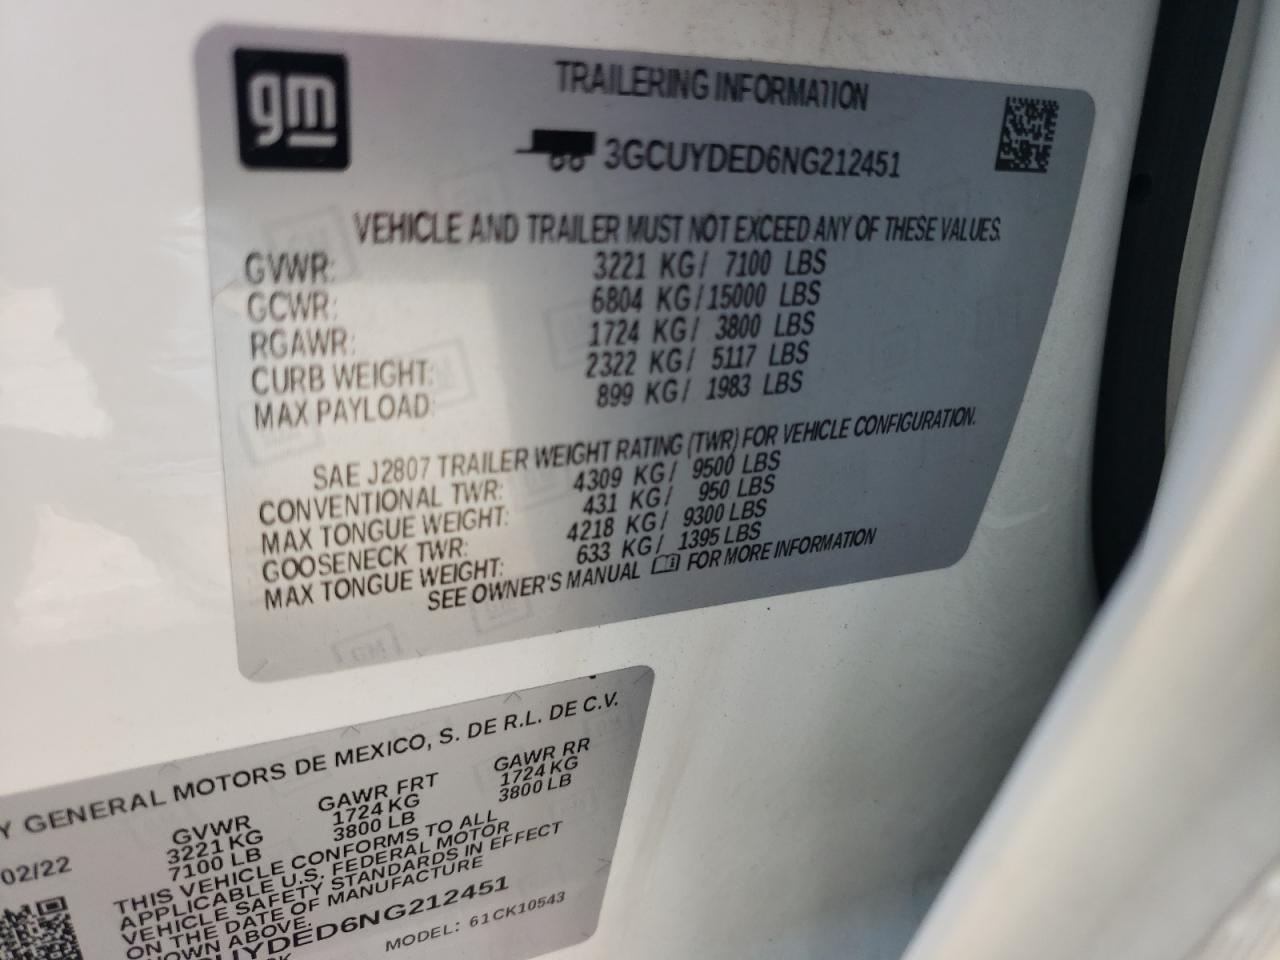 gm
TRAILERING INFORMATION
3GCUYDED6NG212451
VEHICLE AND TRAILER MUST NOT EXCEED ANY OF THESE VALUES.
GVWR: 3221 KG/ 7100 LBS
GCWR: 6804 KG/15000 LBS
RGAWR: 1724 KG/ 3800 LBS
CURB WEIGHT: 2322 KG/ 5117 LBS
MAX PAYLOAD: 899 KG/ 1983 LBS
SAE J2807 TRAILER WEIGHT RATING (TWR) FOR VEHICLE CONFIGURATION.
CONVENTIONAL TWR: 4309 KG/ 9500 LBS
MAX TONGUE WEIGHT: 431 KG/ 950 LBS
GOOSENECK TWR: 4218 KG/ 9300 LBS
MAX TONGUE WEIGHT: 633 KG/ 1395 LBS
SEE OWNER'S MANUAL FOR MORE INFORMATION
Y GENERAL MOTORS DE MEXICO, S. DE R.L. DE C.V.
02/22 GVWR GAWR FRT GAWR RR
3221 KG 1724 KG 1724 KG
7100 LB 3800 LB 3800 LB
THIS VEHICLE CONFORMS TO ALL
APPLICABLE U.S. FEDERAL MOTOR
VEHICLE SAFETY STANDARDS IN EFFECT
ON THE DATE OF MANUFACTURE
HOWN ABOVE.
CUYDED6NG212451
MODEL: 61CK10543